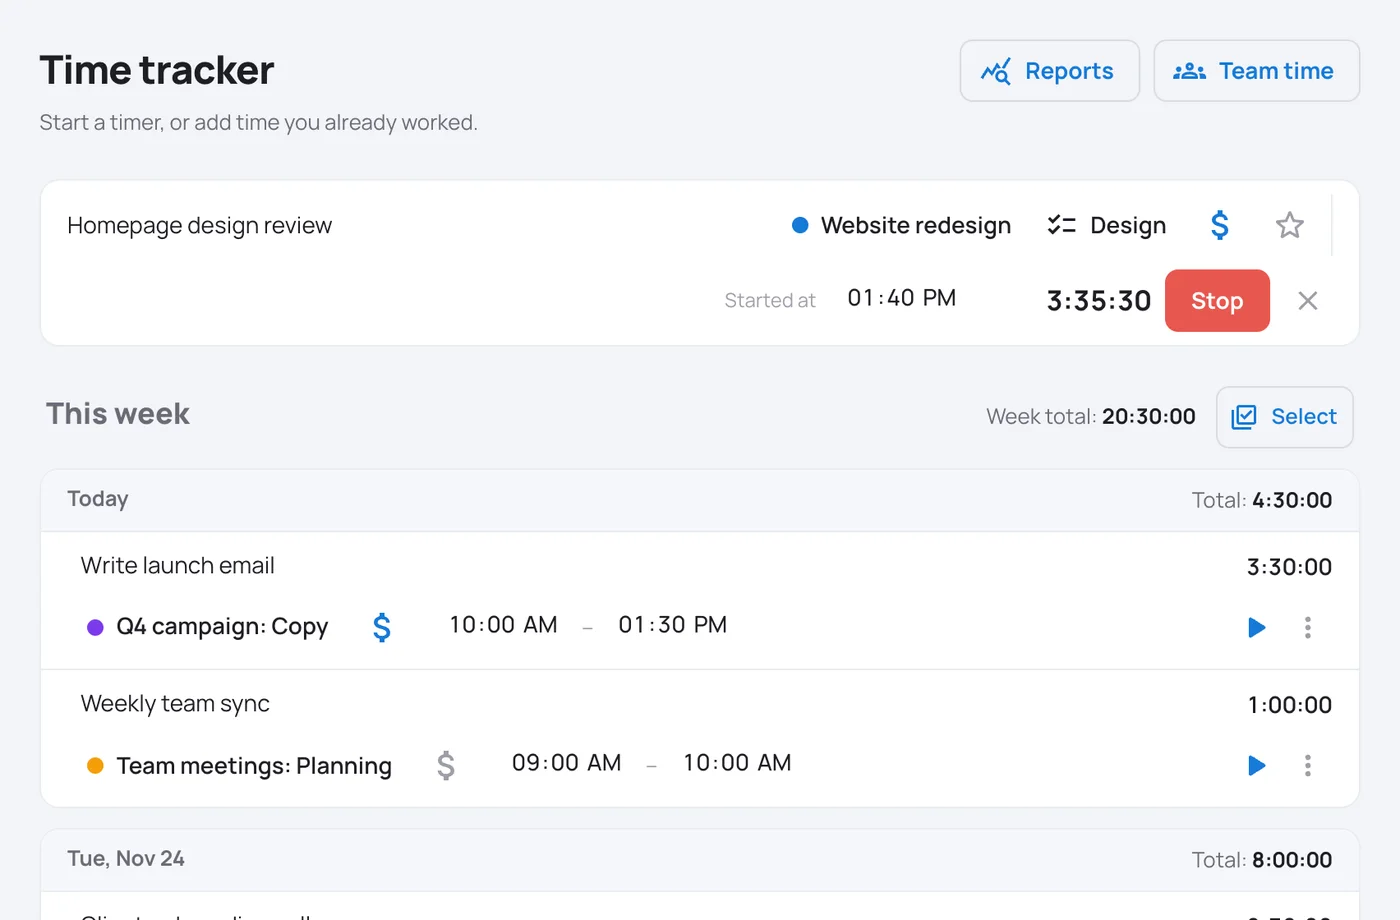 Time tracker
Reports
Team time
Start a timer, or add time you already worked.
Homepage design review
Website redesign
Design
Started at 01:40 PM
3:35:30
Stop
This week
Week total: 20:30:00
Select
Today
Total: 4:30:00
Write launch email
3:30:00
Q4 campaign: Copy
10:00 AM – 01:30 PM
Weekly team sync
1:00:00
Team meetings: Planning
09:00 AM – 10:00 AM
Tue, Nov 24
Total: 8:00:00